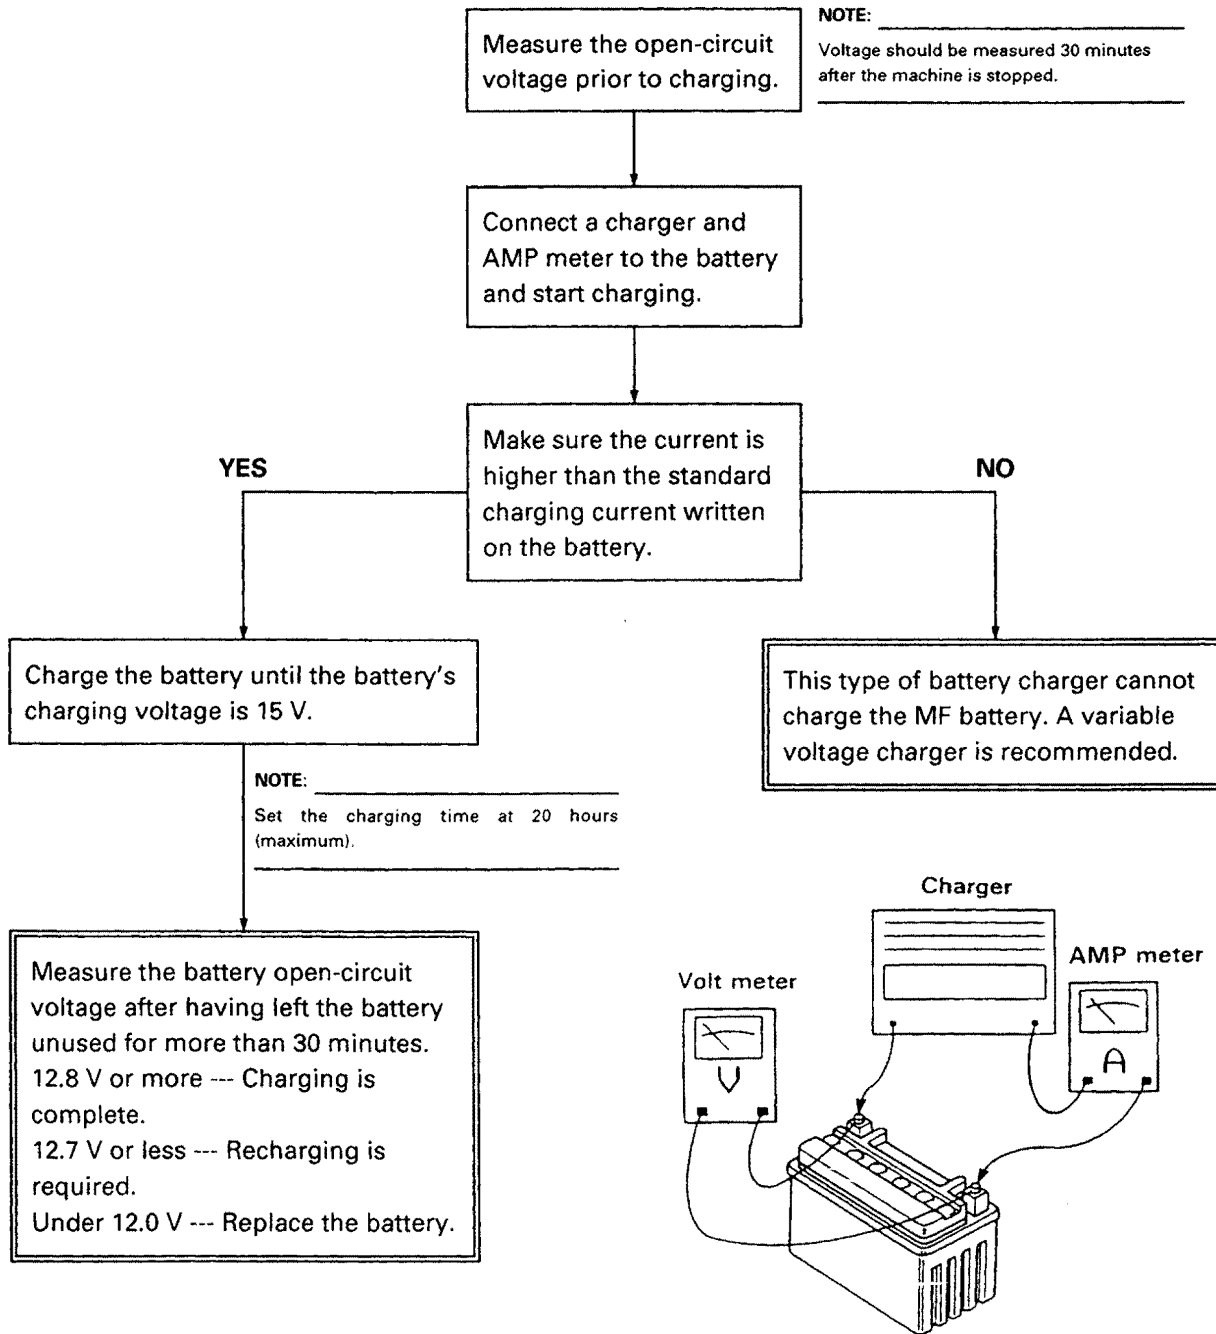 Measure the open-circuit
voltage prior to charging.
NOTE:
Voltage should be measured 30 minutes
after the machine is stopped.
Connect a charger and
AMP meter to the battery
and start charging.
Make sure the current is
higher than the standard
charging current written
on the battery.
YES
NO
Charge the battery until the battery's
charging voltage is 15 V.
This type of battery charger cannot
charge the MF battery. A variable
voltage charger is recommended.
NOTE:
Set the charging time at 20 hours
(maximum).
Measure the battery open-circuit
voltage after having left the battery
unused for more than 30 minutes.
12.8 V or more --- Charging is
complete.
12.7 V or less --- Recharging is
required.
Under 12.0 V --- Replace the battery.
Charger
Volt meter
AMP meter
V
A